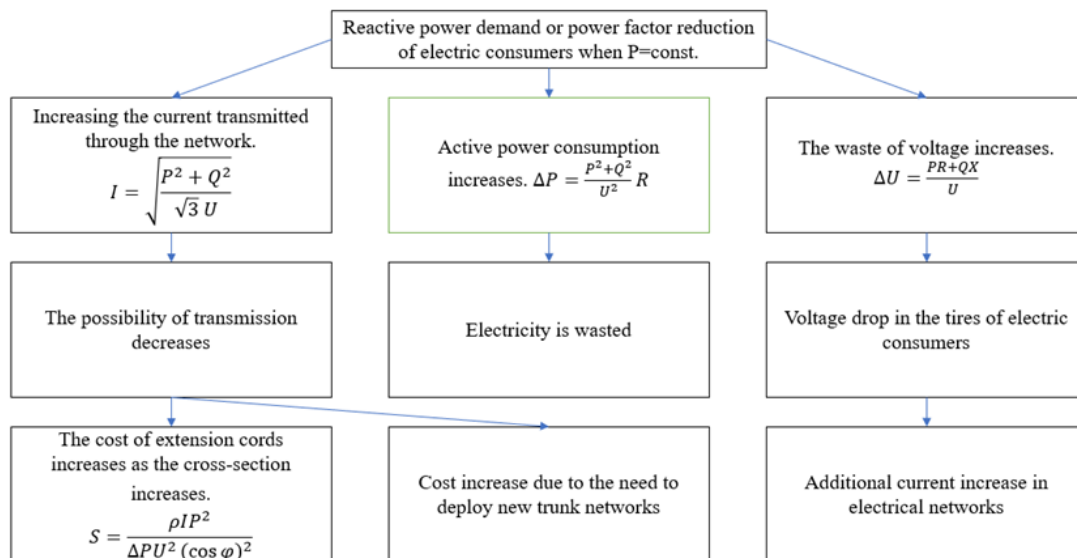 Reactive power demand or power factor reduction
of electric consumers when P=const.
Increasing the current transmitted
through the network.
I = √((P² + Q²)/(√3 U))
Active power consumption
increases. ΔP = (P²+Q²)/U² R
The waste of voltage increases.
ΔU = (PR+QX)/U
The possibility of transmission
decreases
Electricity is wasted
Voltage drop in the tires of electric
consumers
The cost of extension cords
increases as the cross-section
increases.
S = ρIP²/(ΔPU² (cos φ)²)
Cost increase due to the need to
deploy new trunk networks
Additional current increase in
electrical networks